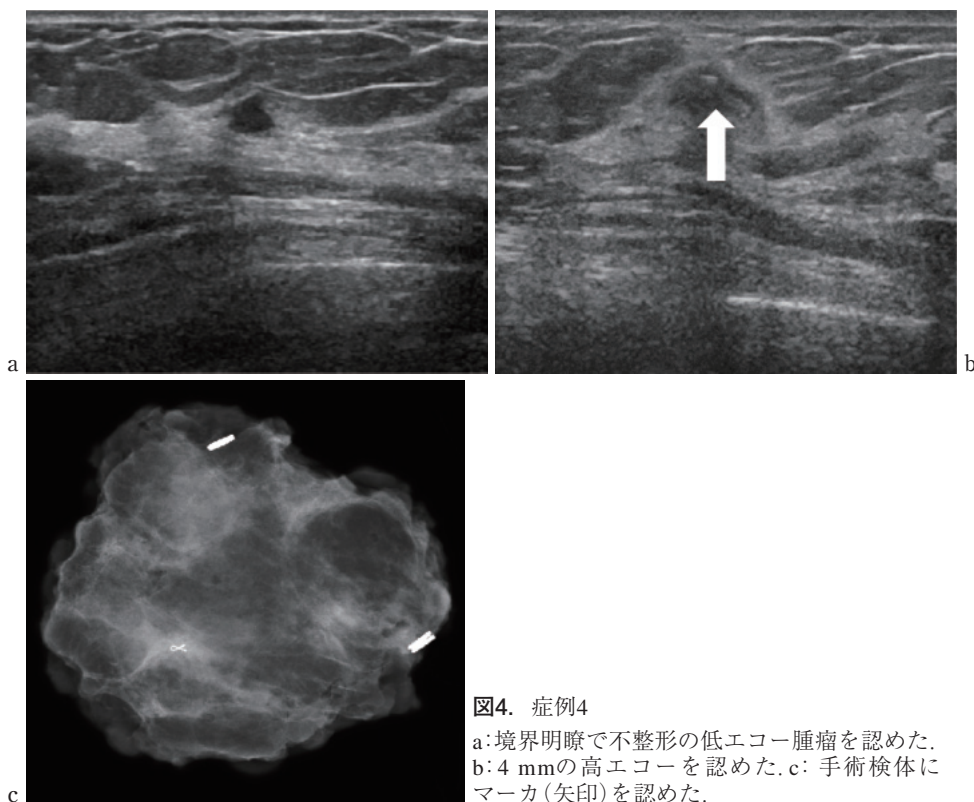 a
b
c
図4. 症例4
a:境界明瞭で不整形の低エコー腫瘤を認めた.
b:4 mmの高エコーを認めた. c: 手術検体に
マーカ(矢印)を認めた.